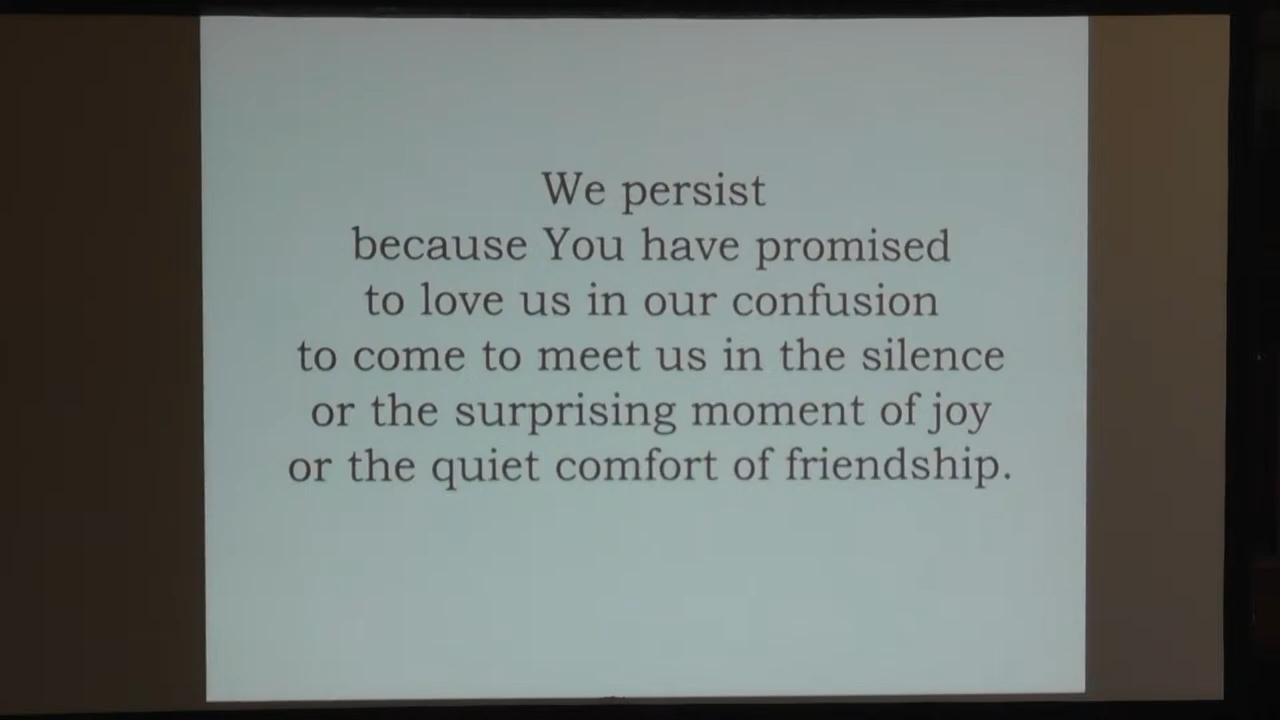 We persist
because You have promised
to love us in our confusion
to come to meet us in the silence
or the surprising moment of joy
or the quiet comfort of friendship.